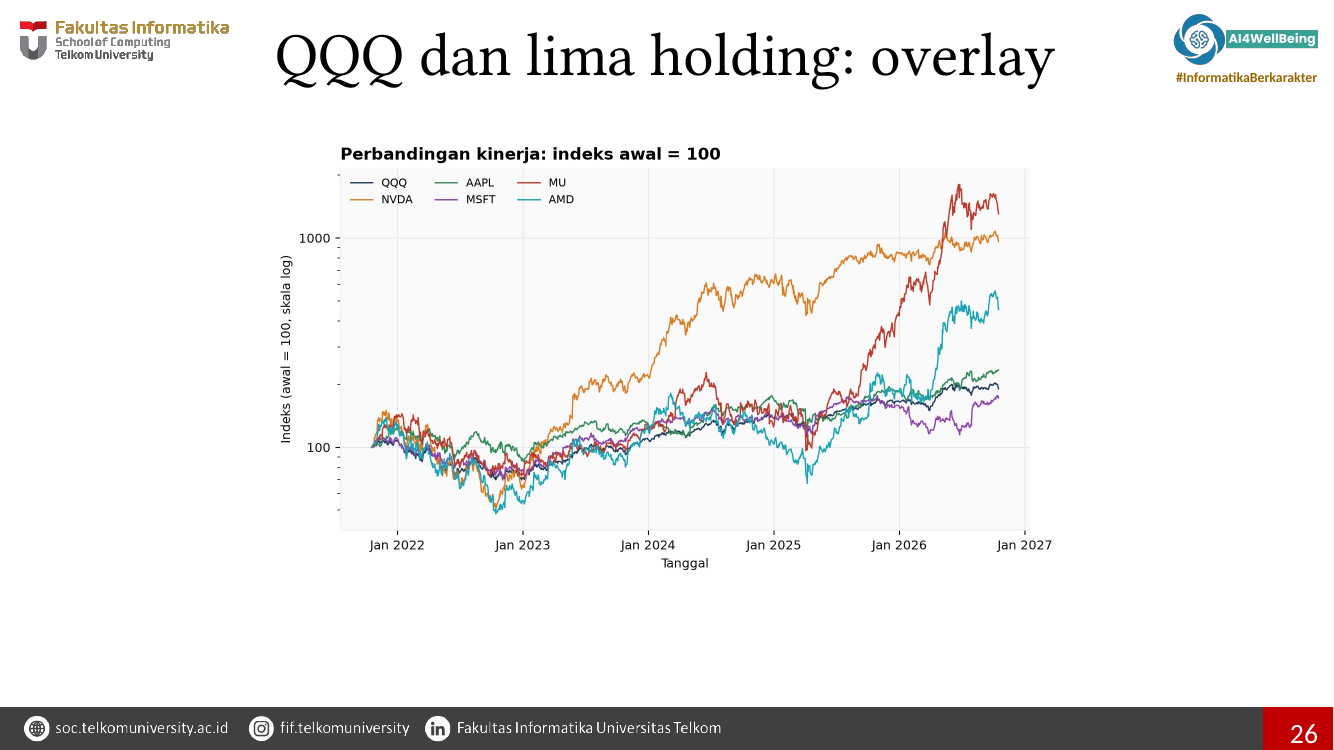 Fakultas Informatika
School of Computing
Telkom University
QQQ dan lima holding: overlay
AI4WellBeing
#InformatikaBerkarakter
Perbandingan kinerja: indeks awal = 100
QQQ AAPL MU
NVDA MSFT AMD
1000
100
Indeks (awal = 100, skala log)
Jan 2022 Jan 2023 Jan 2024 Jan 2025 Jan 2026 Jan 2027
Tanggal
soc.telkomuniversity.ac.id fif.telkomuniversity Fakultas Informatika Universitas Telkom
26